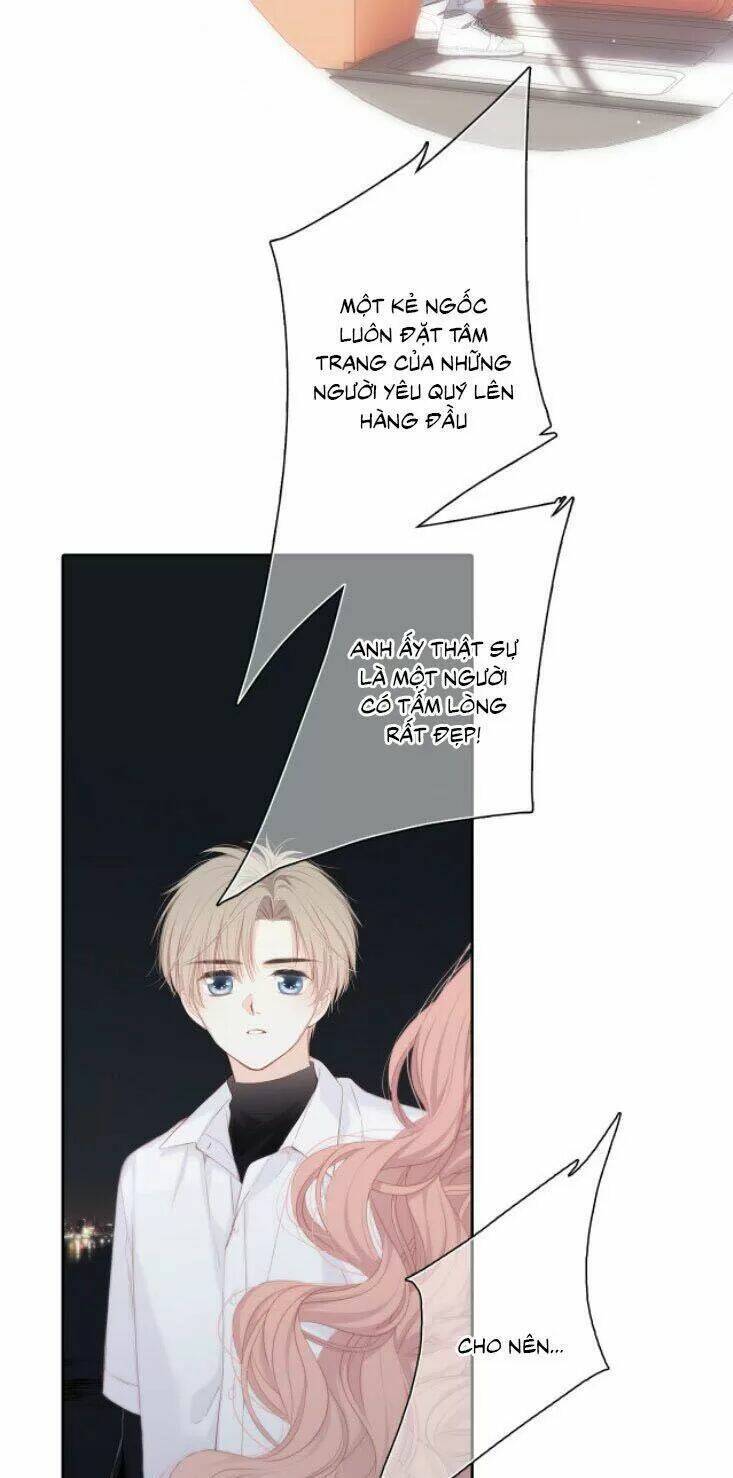 MỘT KẺ NGỐC
LUÔN ĐẶT TÂM
TRẠNG CỦA NHỮNG
NGƯỜI YÊU QUÝ LÊN
HÀNG ĐẦU
ANH ẤY THẬT SỰ
LÀ MỘT NGƯỜI
CÓ TẤM LÒNG
RẤT ĐẸP!
CHO NÊN...